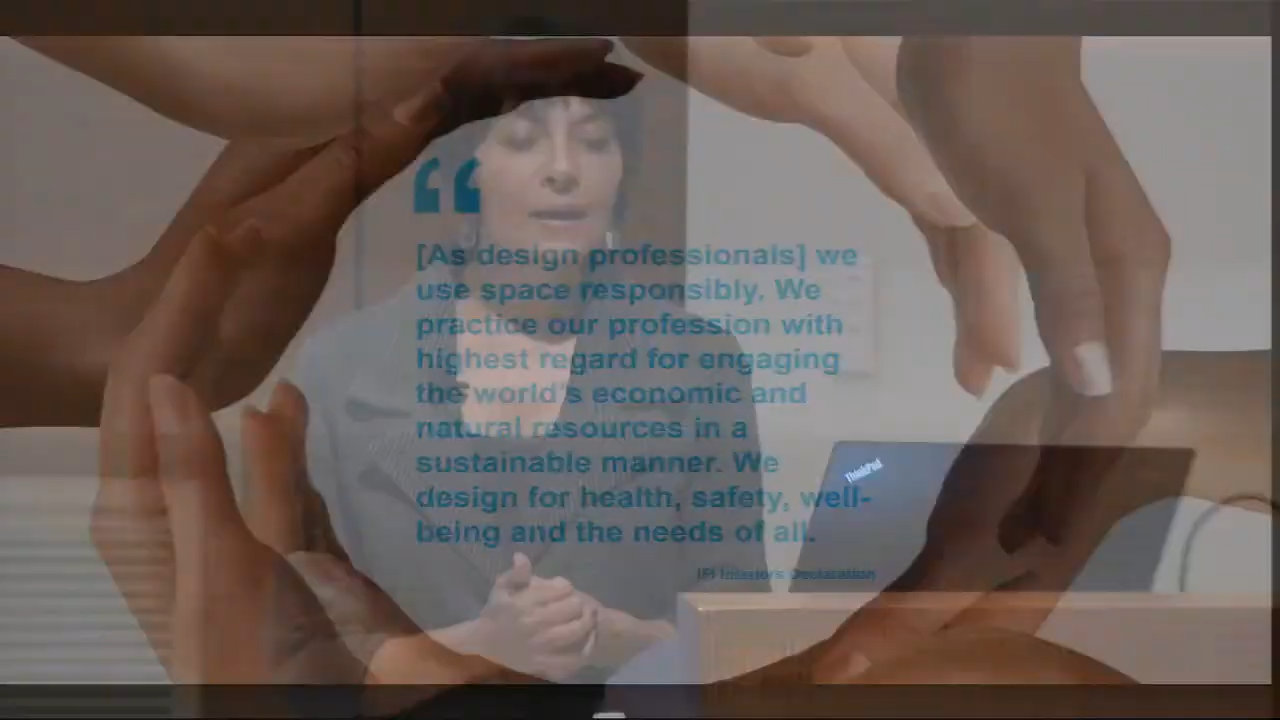 “
[As design professionals] we
use space responsibly. We
practice our profession with
highest regard for engaging
the world's economic and
natural resources in a
sustainable manner. We
design for health, safety, well-
being and the needs of all.
IFI Interiors Declaration
ThinkPad